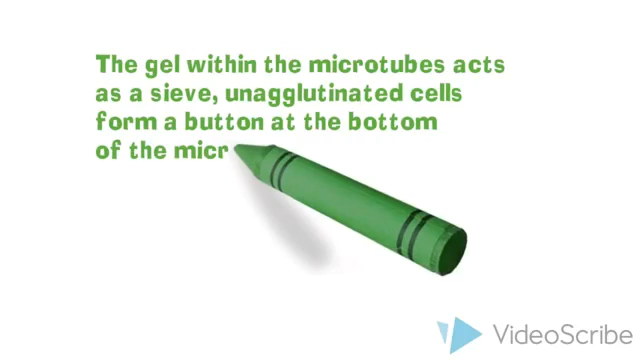 The gel within the microtubes acts
as a sieve, unagglutinated cells
form a button at the bottom
of the micr
VideoScribe